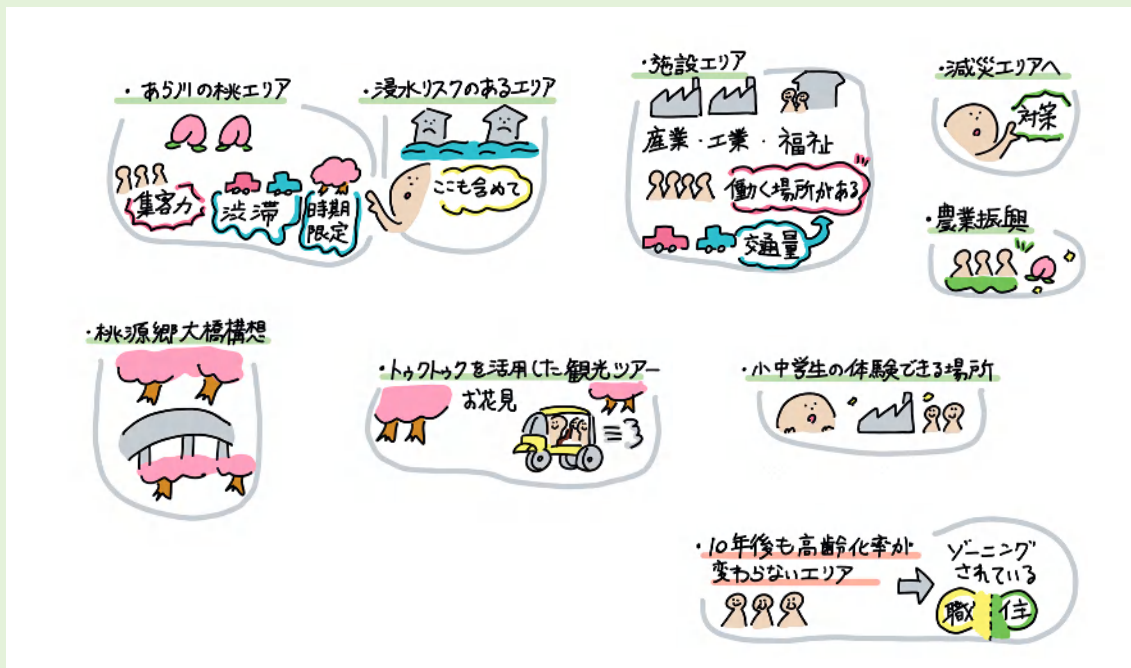 ・あら川の桃エリア
集客力
渋滞
時期
限定
・浸水リスクのあるエリア
ここも含めて
・施設エリア
産業・工業・福祉
働く場所がある
交通量
・減災エリアへ
対策
・農業振興
・桃源郷大橋構想
・トゥクトゥクを活用した観光ツアー
お花見
・小中学生の体験できる場所
・10年後も高齢化率が
変わらないエリア
ゾーニング
されている
職
住